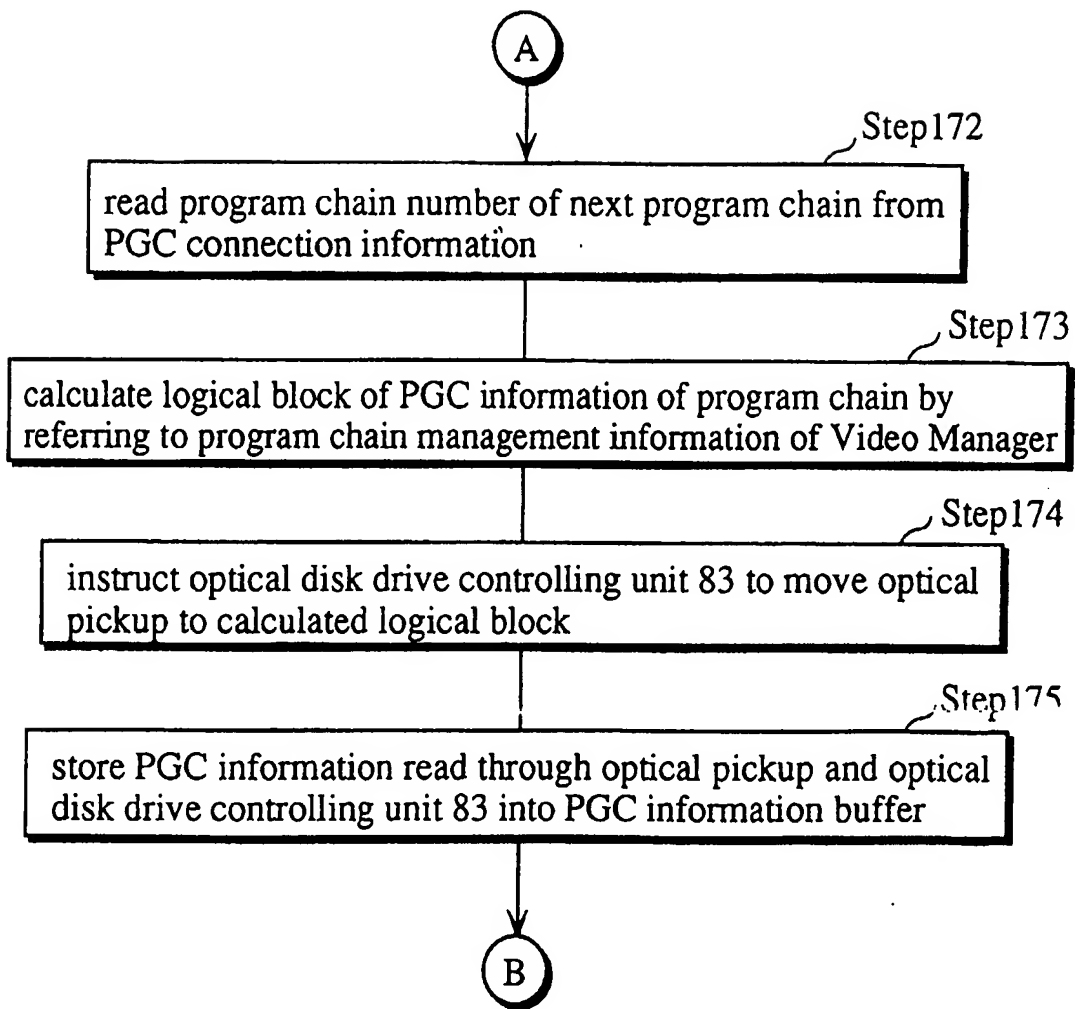 A
Step172
read program chain number of next program chain from
PGC connection information
Step173
calculate logical block of PGC information of program chain by
referring to program chain management information of Video Manager
Step174
instruct optical disk drive controlling unit 83 to move optical
pickup to calculated logical block
Step175
store PGC information read through optical pickup and optical
disk drive controlling unit 83 into PGC information buffer
B